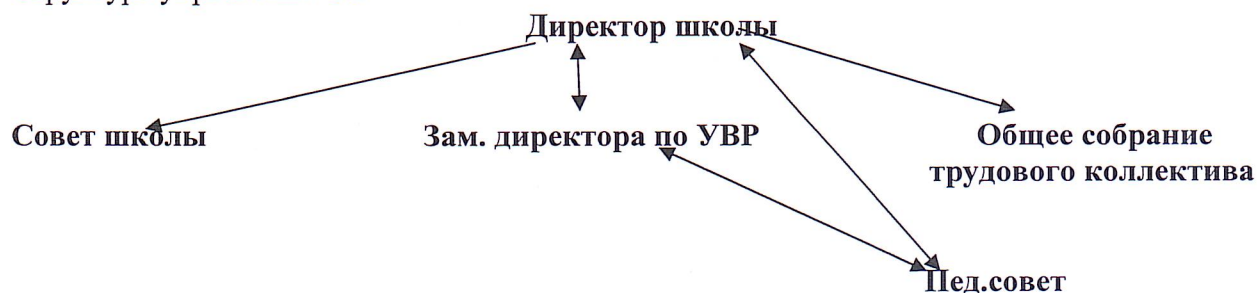 Директор школы
Совет школы
Зам. директора по УВР
Общее собрание
трудового коллектива
Пед.совет